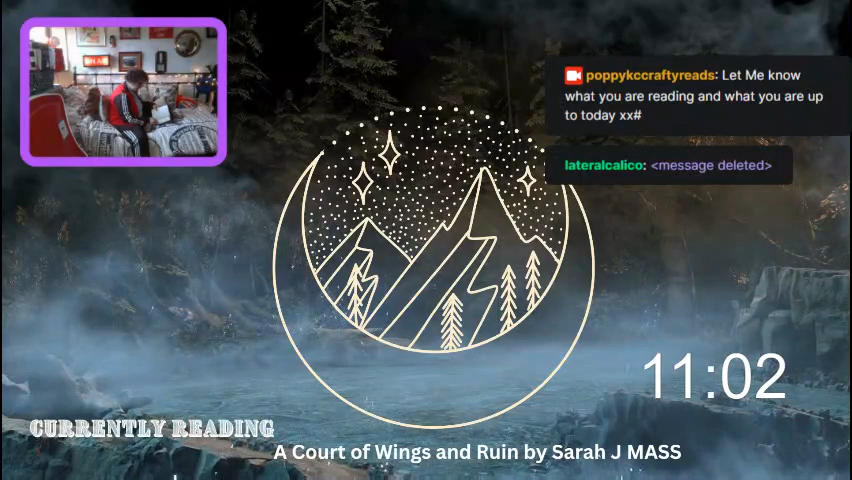 poppykccraftyreads: Let Me know
what you are reading and what you are up
to today xx#
lateralcalico: <message deleted>
11:02
CURRENTLY READING
A Court of Wings and Ruin by Sarah J MASS